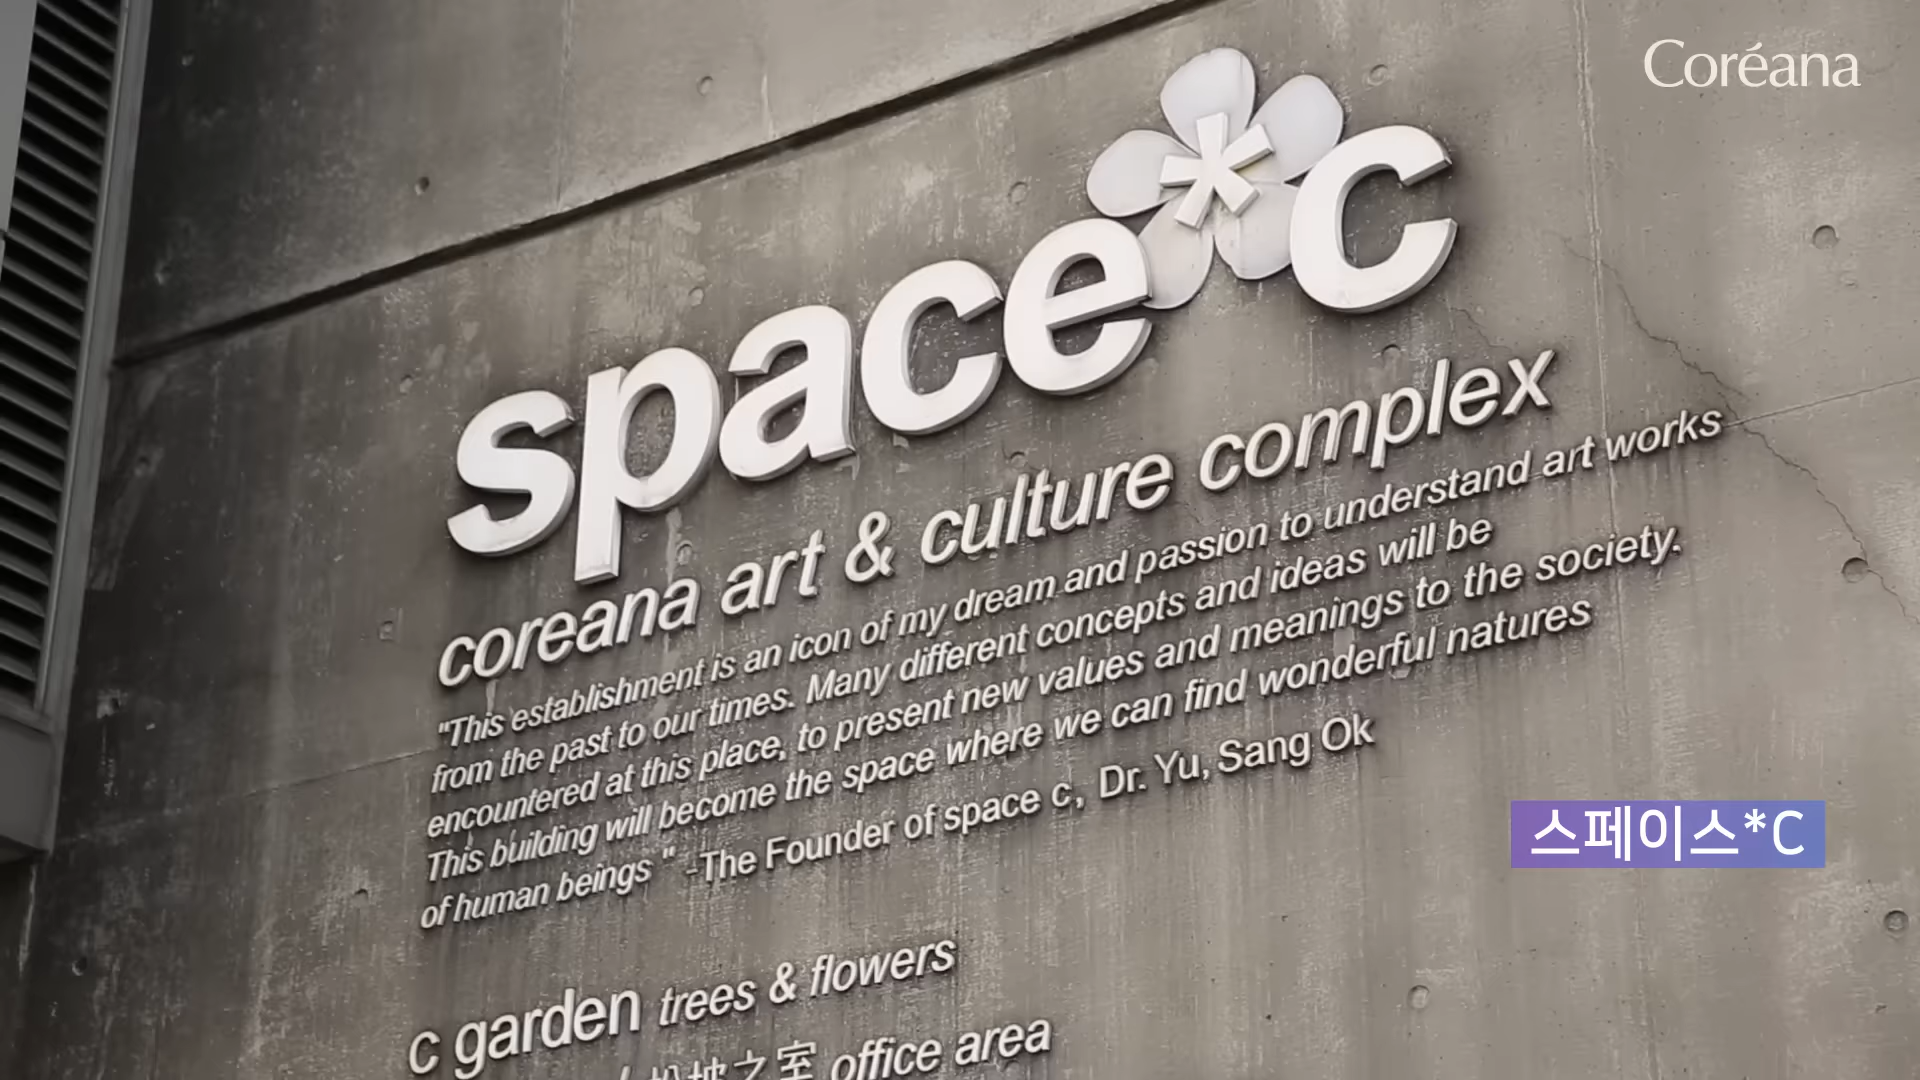 Coréana
space*c
coreana art & culture complex
"This establishment is an icon of my dream and passion to understand art works
from the past to our times. Many different concepts and ideas will be
encountered at this place, to present new values and meanings to the society.
This building will become the space where we can find wonderful natures
of human beings " -The Founder of space c, Dr. Yu, Sang Ok
스페이스*C
c garden trees & flowers
之室 office area